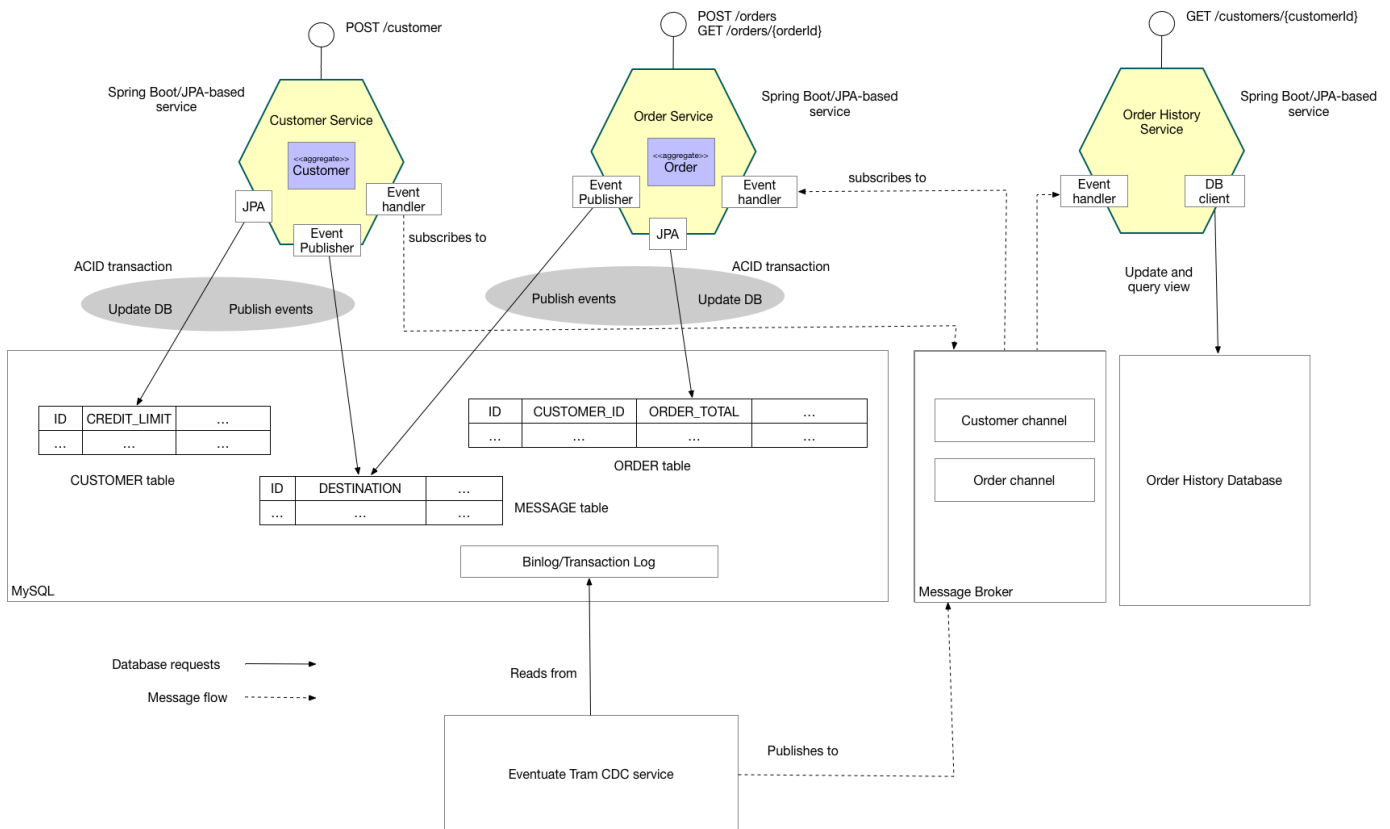 POST /customer
POST /orders
GET /orders/{orderId}
GET /customers/{customerId}
Spring Boot/JPA-based
service
Customer Service
<<aggregate>>
Customer
JPA
Event
Publisher
Event
handler
subscribes to
Spring Boot/JPA-based
service
Order Service
<<aggregate>>
Order
Event
Publisher
JPA
Event
handler
subscribes to
Spring Boot/JPA-based
service
Order History
Service
Event
handler
DB
client
ACID transaction
Update DB
Publish events
ACID transaction
Publish events
Update DB
Update and
query view
ID CREDIT_LIMIT ...
... ... ...
CUSTOMER table
ID CUSTOMER_ID ORDER_TOTAL ...
... ... ... ...
ORDER table
ID DESTINATION ...
... ... ...
MESSAGE table
Binlog/Transaction Log
MySQL
Customer channel
Order channel
Message Broker
Order History Database
Database requests
Message flow
Reads from
Publishes to
Eventuate Tram CDC service